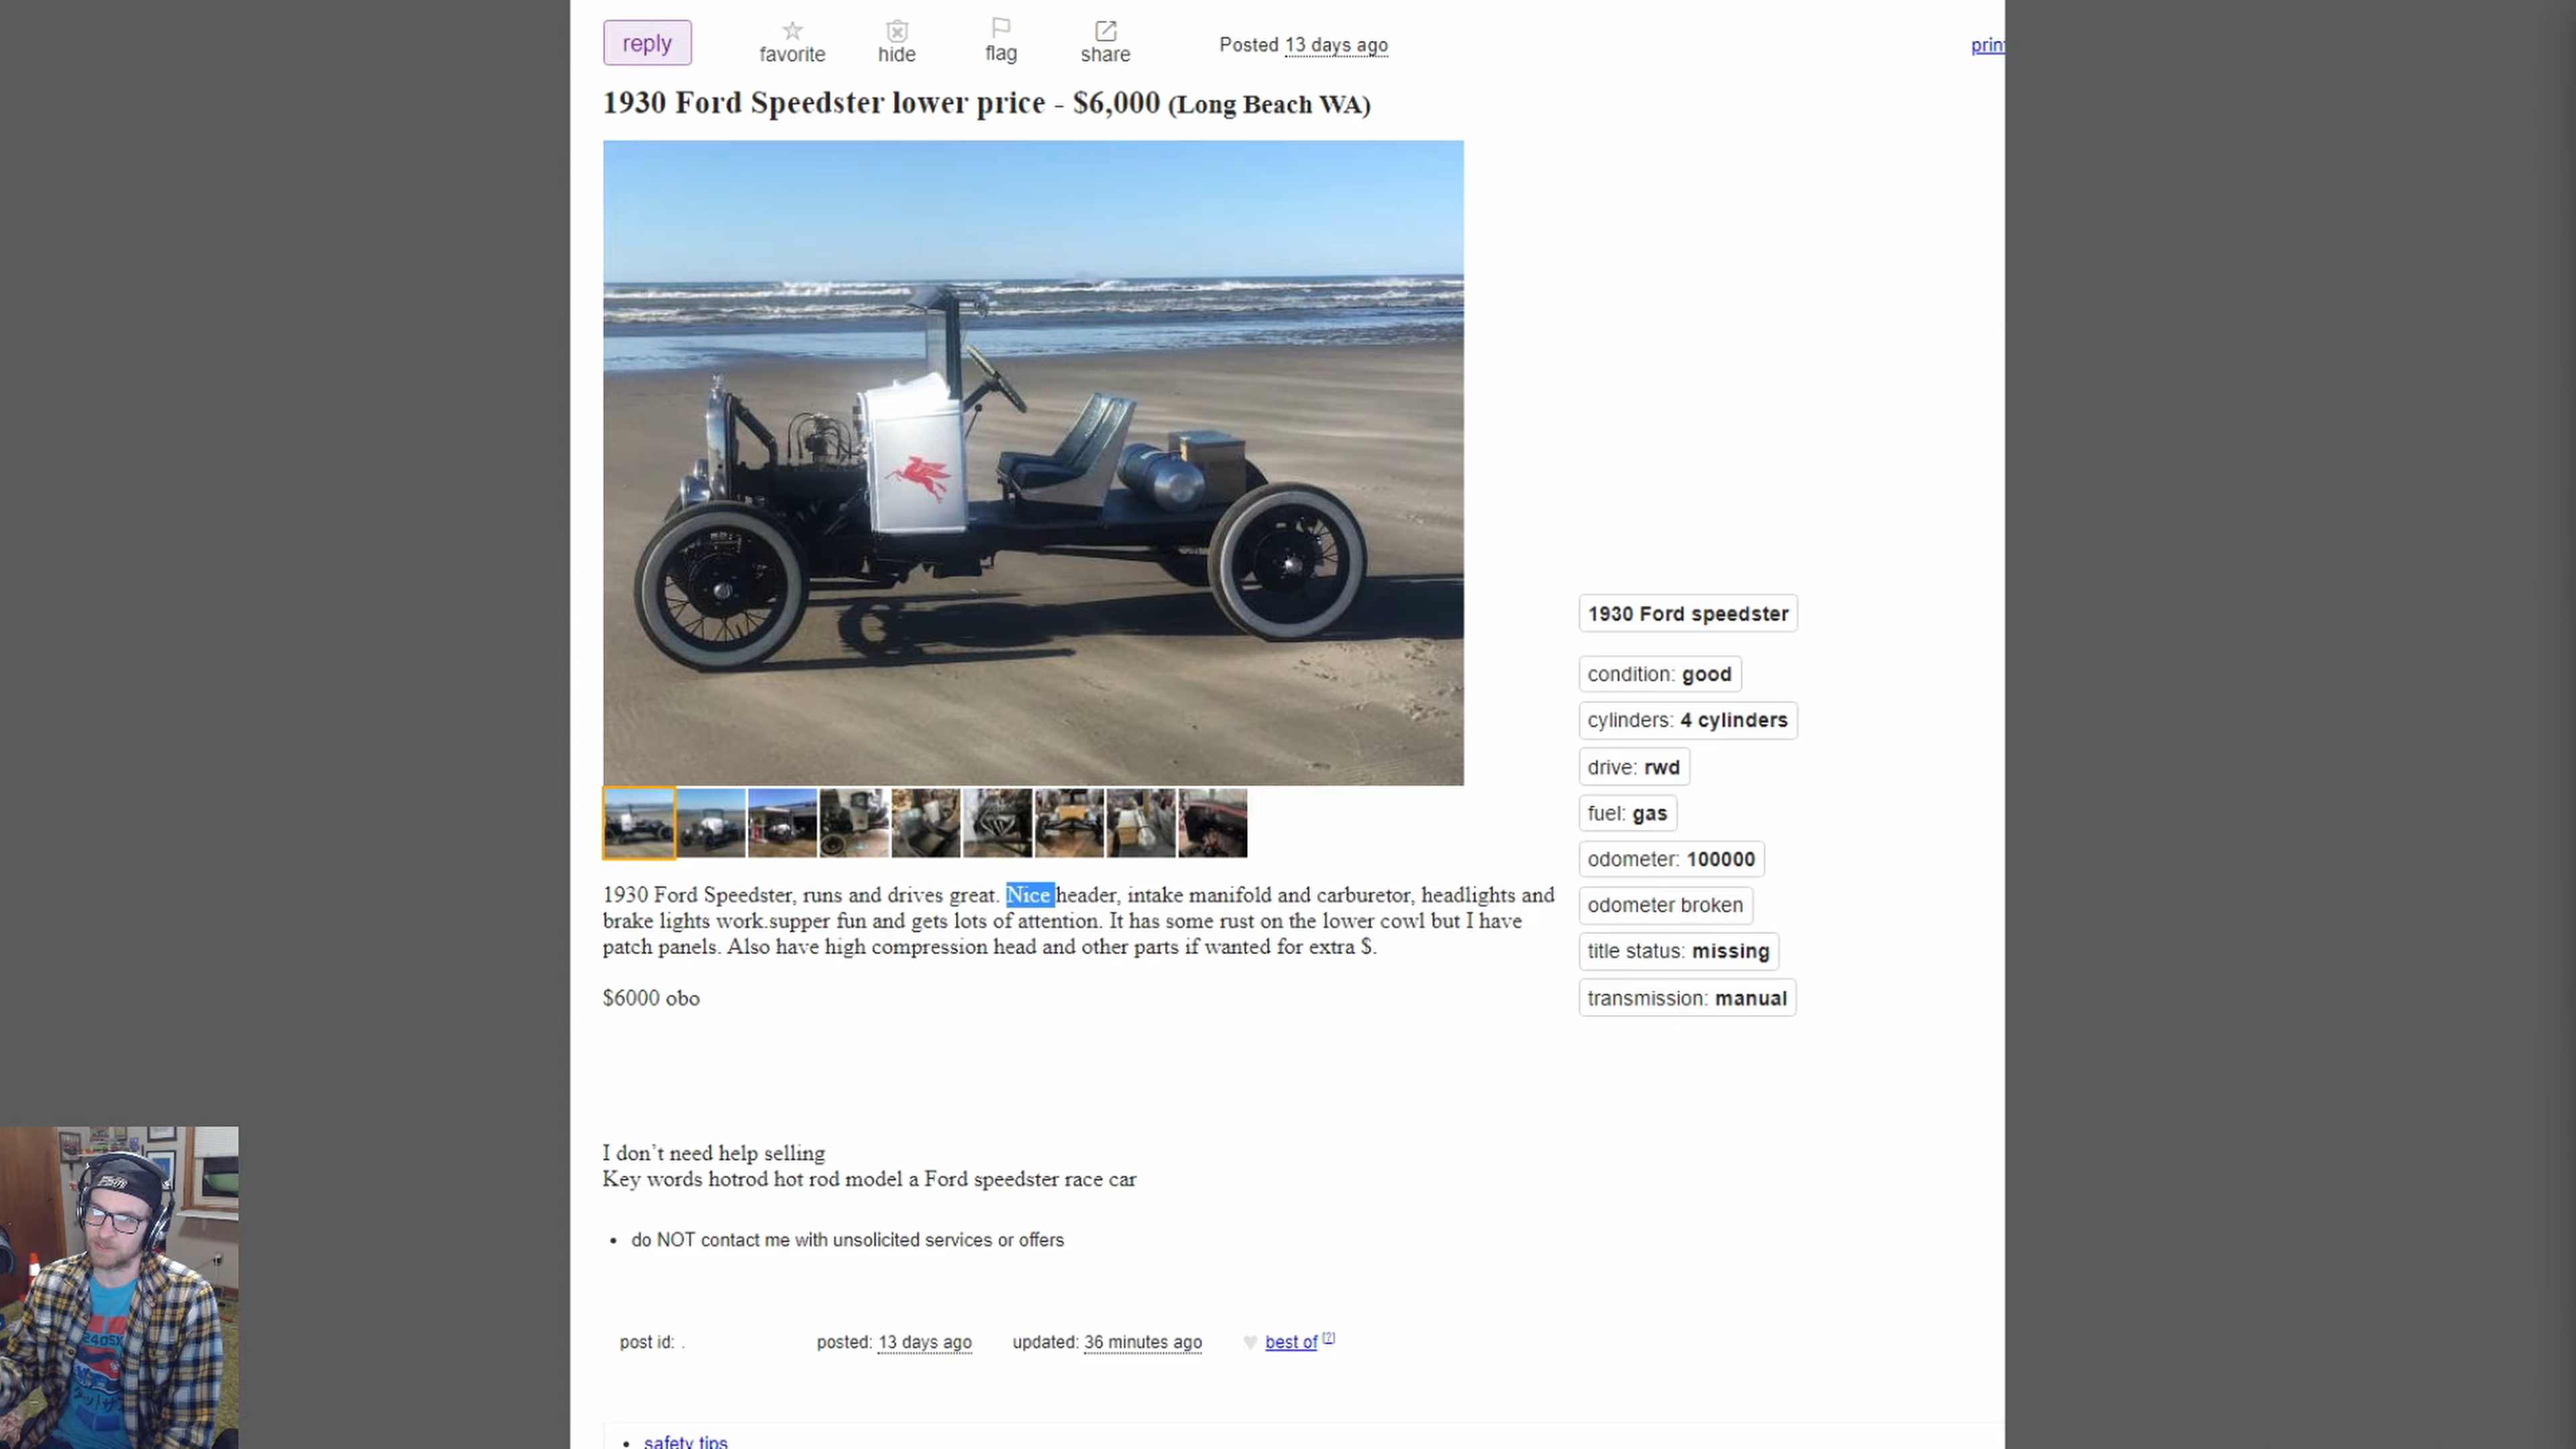 reply
favorite
hide
flag
share
Posted 13 days ago
print
1930 Ford Speedster lower price - $6,000 (Long Beach WA)
1930 Ford speedster
condition: good
cylinders: 4 cylinders
drive: rwd
fuel: gas
odometer: 100000
odometer broken
title status: missing
transmission: manual
1930 Ford Speedster, runs and drives great. Nice header, intake manifold and carburetor, headlights and
brake lights work.supper fun and gets lots of attention. It has some rust on the lower cowl but I have
patch panels. Also have high compression head and other parts if wanted for extra $.
$6000 obo
I don't need help selling
Key words hotrod hot rod model a Ford speedster race car
• do NOT contact me with unsolicited services or offers
post id: .
posted: 13 days ago
updated: 36 minutes ago
best of [?]
• safety tips
240SX